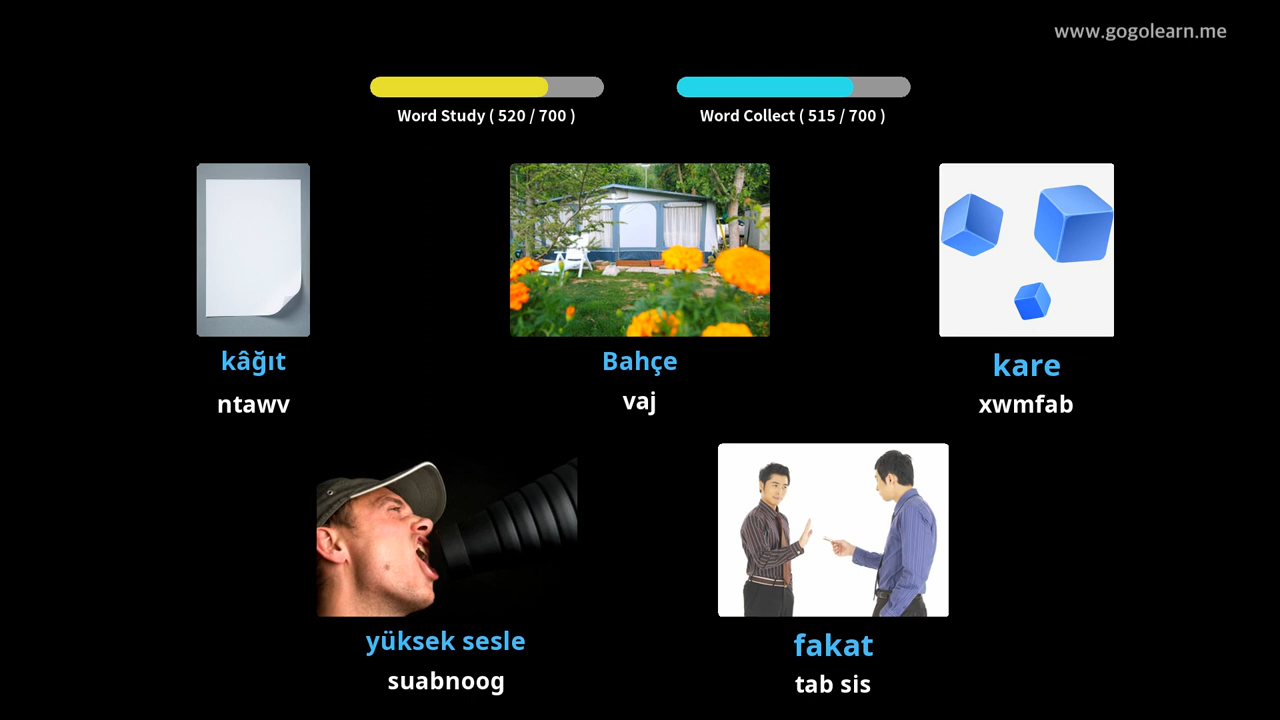 www.gogolearn.me
Word Study ( 520 / 700 )
Word Collect ( 515 / 700 )
kâğıt
ntawv
Bahçe
vaj
kare
xwmfab
yüksek sesle
suabnoog
fakat
tab sis